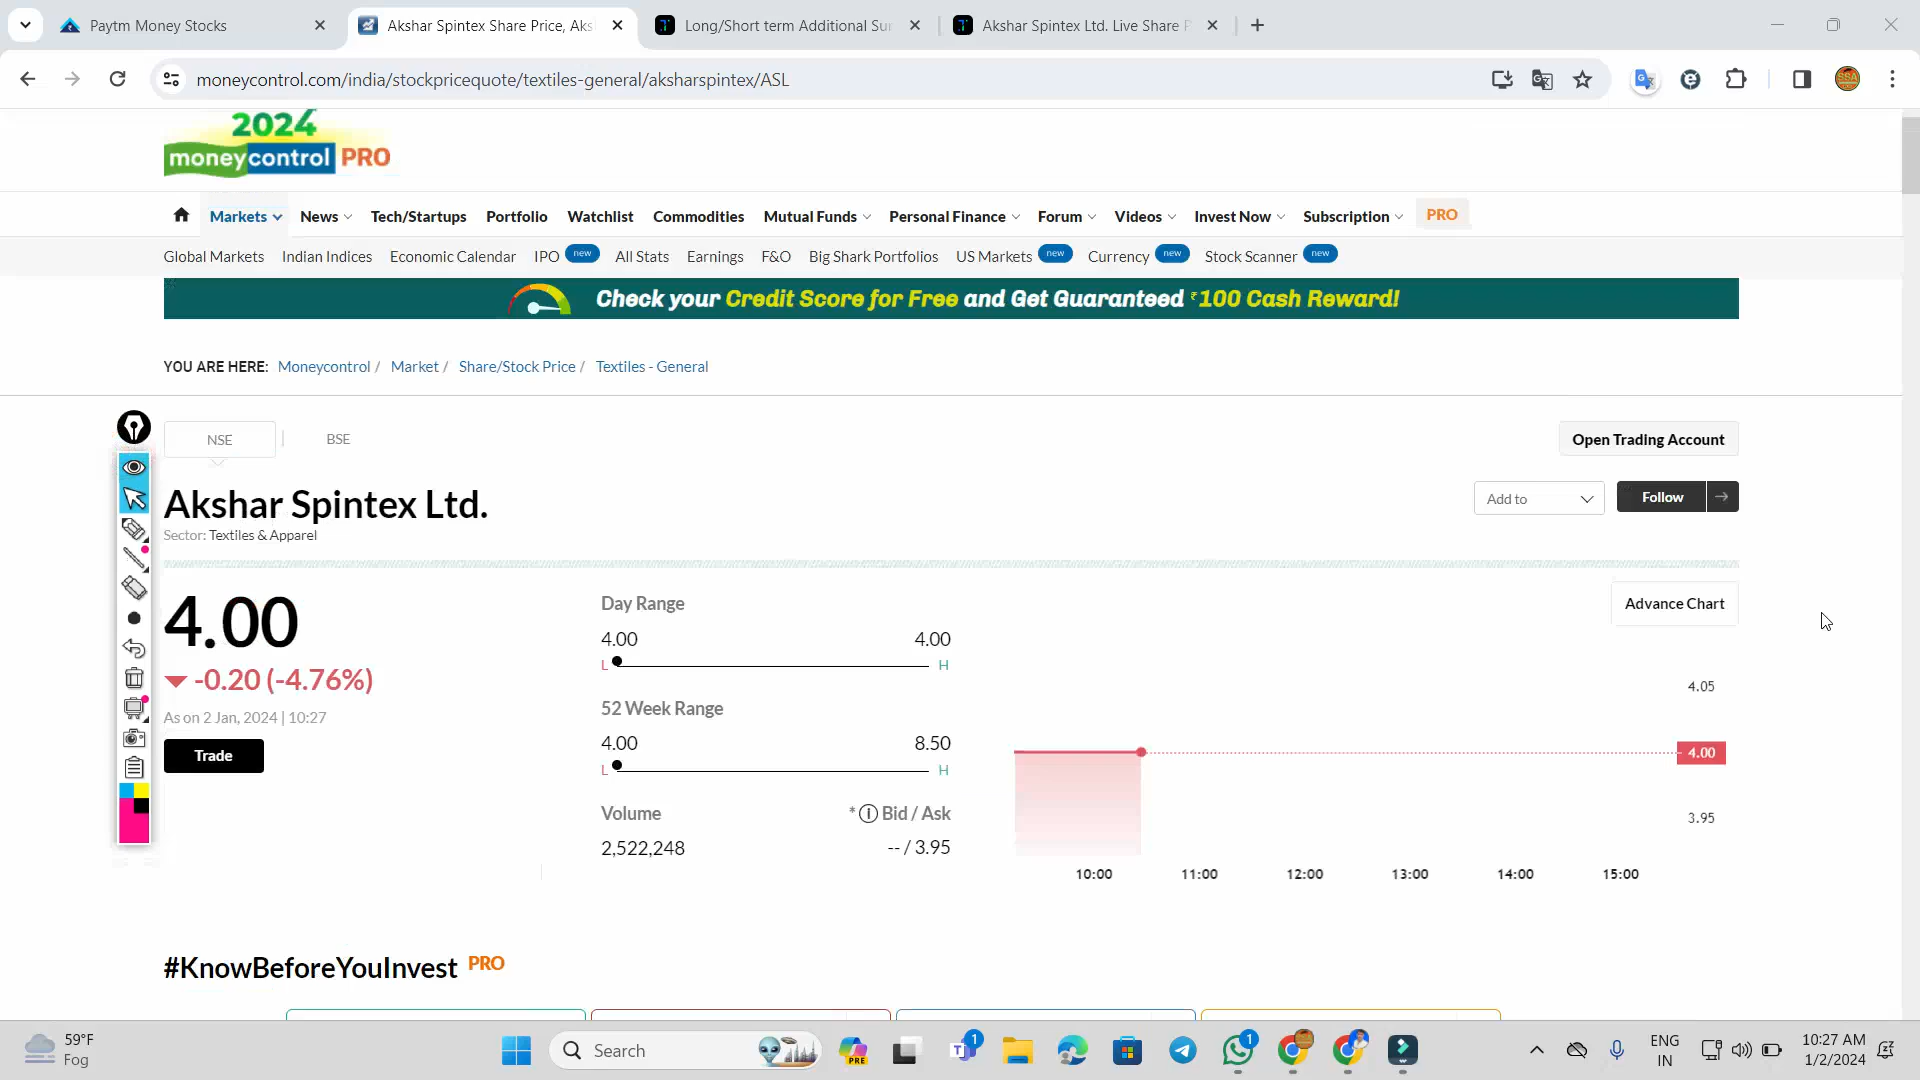 Paytm Money Stocks
Akshar Spintex Share Price, Aks
Long/Short term Additional Sur
Akshar Spintex Ltd. Live Share P
moneycontrol.com/india/stockpricequote/textiles-general/aksharspintex/ASL
2024
moneycontrol PRO
Markets News Tech/Startups Portfolio Watchlist Commodities Mutual Funds Personal Finance Forum Videos Invest Now Subscription PRO
Global Markets Indian Indices Economic Calendar IPO new All Stats Earnings F&O Big Shark Portfolios US Markets new Currency new Stock Scanner new
Check your Credit Score for Free and Get Guaranteed ₹100 Cash Reward!
YOU ARE HERE: Moneycontrol / Market / Share/Stock Price / Textiles - General
NSE | BSE
Open Trading Account
Akshar Spintex Ltd.
Add to
Follow
Sector: Textiles & Apparel
4.00
-0.20 (-4.76%)
As on 2 Jan, 2024 | 10:27
Trade
Day Range
4.00 4.00
L H
52 Week Range
4.00 8.50
L H
Volume * i Bid / Ask
2,522,248 -- / 3.95
Advance Chart
4.05
4.00
3.95
10:00 11:00 12:00 13:00 14:00 15:00
#KnowBeforeYouInvest PRO
59°F
Fog
Search
PRE
1
1
ENG
IN
10:27 AM
1/2/2024